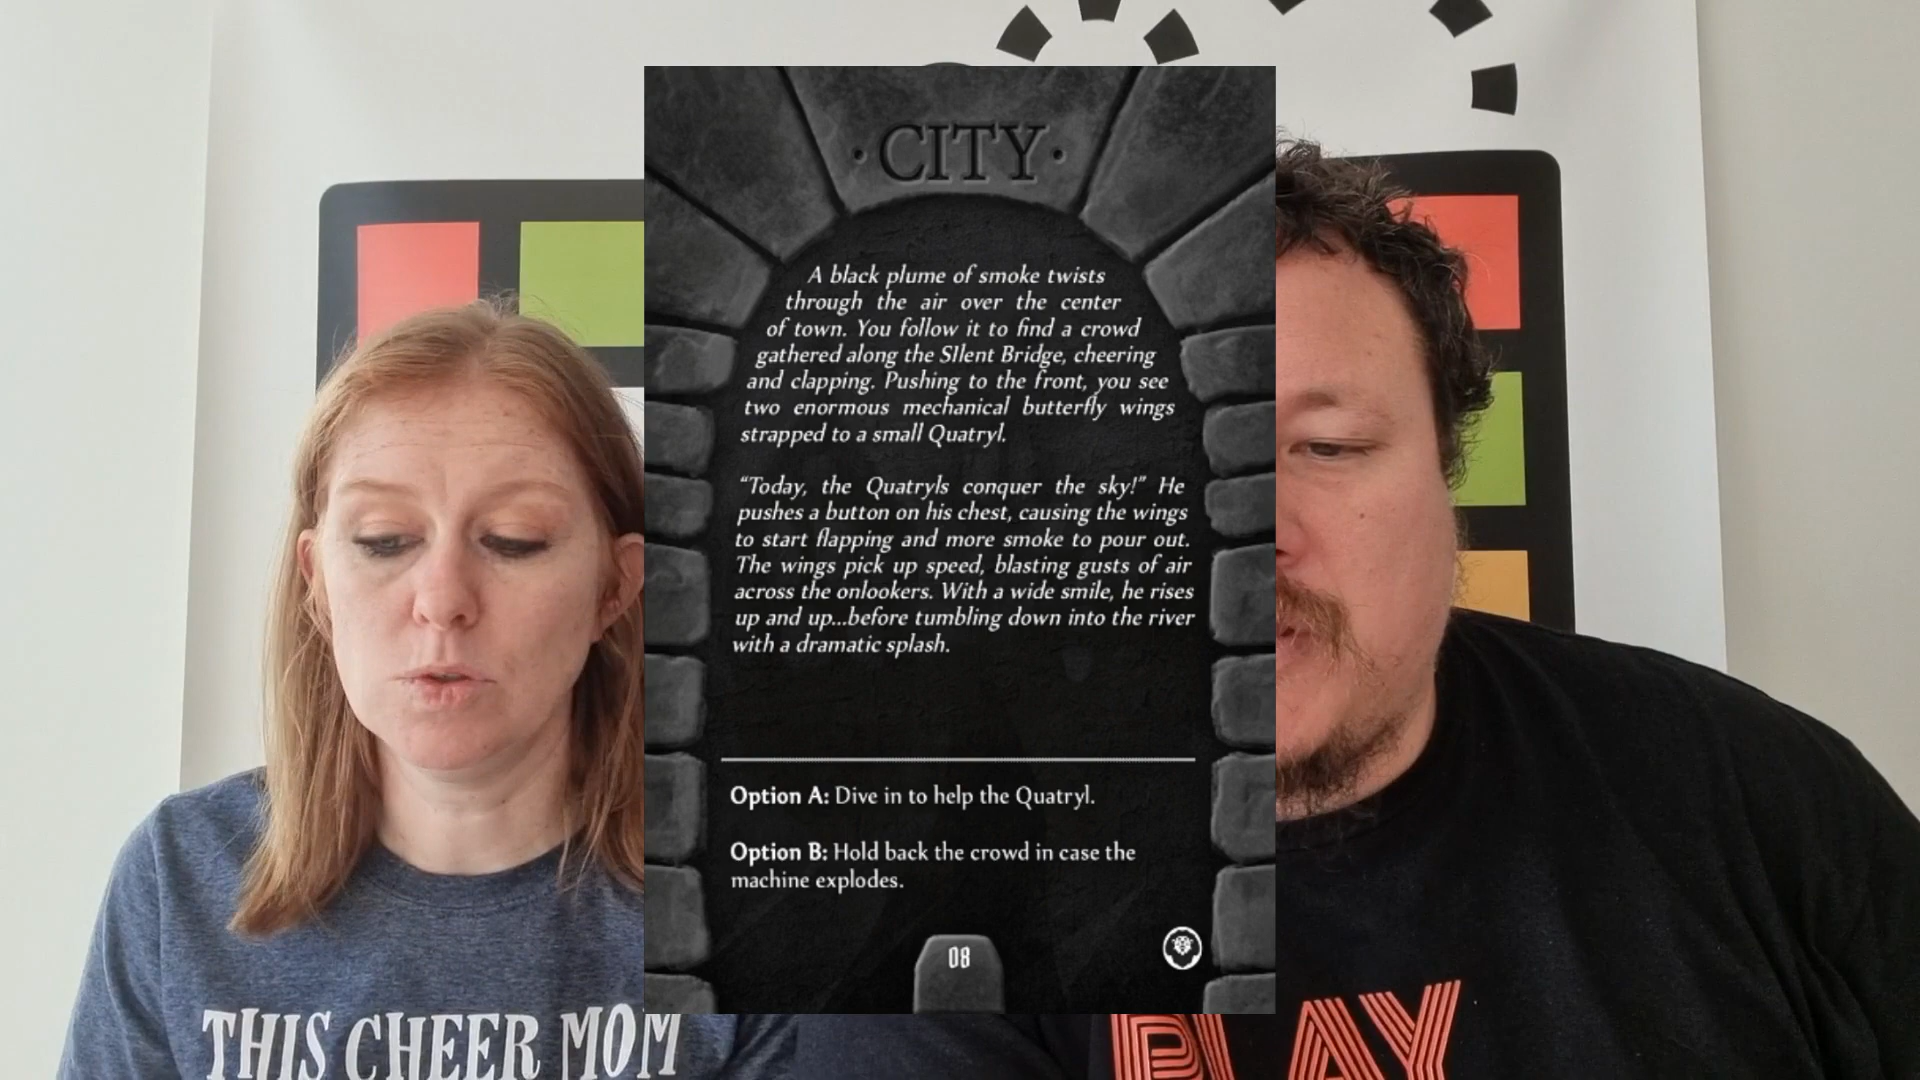 · CITY ·
A black plume of smoke twists
through the air over the center
of town. You follow it to find a crowd
gathered along the SIlent Bridge, cheering
and clapping. Pushing to the front, you see
two enormous mechanical butterfly wings
strapped to a small Quatryl.
“Today, the Quatryls conquer the sky!” He
pushes a button on his chest, causing the wings
to start flapping and more smoke to pour out.
The wings pick up speed, blasting gusts of air
across the onlookers. With a wide smile, he rises
up and up...before tumbling down into the river
with a dramatic splash.
Option A: Dive in to help the Quatryl.
Option B: Hold back the crowd in case the
machine explodes.
08
THIS CHEER MOM
PLAY